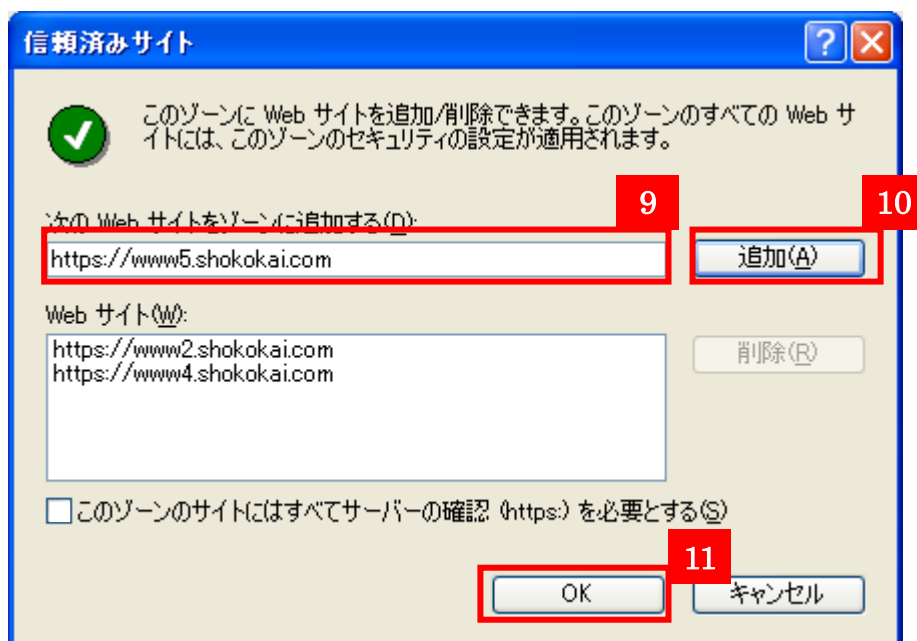 信頼済みサイト
このゾーンに Web サイトを追加/削除できます。このゾーンのすべての Web サ
イトには、このゾーンのセキュリティの設定が適用されます。
9
10
次の Web サイトをゾーンに追加する(D):
https://www5.shokokai.com
追加(A)
Web サイト(W):
https://www2.shokokai.com
https://www4.shokokai.com
削除(R)
このゾーンのサイトにはすべてサーバーの確認 (https:) を必要とする(S)
11
OK
キャンセル